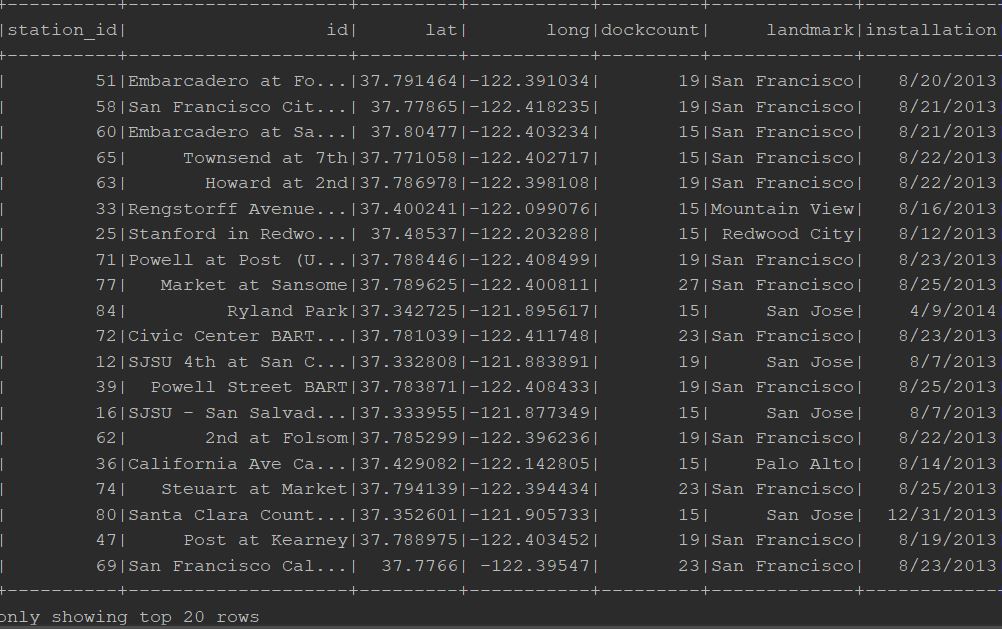 |station_id| id| lat| long|dockcount| landmark|installation
| 51|Embarcadero at Fo...|37.791464|-122.391034| 19|San Francisco| 8/20/2013
| 58|San Francisco Cit...| 37.77865|-122.418235| 19|San Francisco| 8/21/2013
| 60|Embarcadero at Sa...| 37.80477|-122.403234| 15|San Francisco| 8/21/2013
| 65| Townsend at 7th|37.771058|-122.402717| 15|San Francisco| 8/22/2013
| 63| Howard at 2nd|37.786978|-122.398108| 19|San Francisco| 8/22/2013
| 33|Rengstorff Avenue...|37.400241|-122.099076| 15|Mountain View| 8/16/2013
| 25|Stanford in Redwo...| 37.48537|-122.203288| 15| Redwood City| 8/12/2013
| 71|Powell at Post (U...|37.788446|-122.408499| 19|San Francisco| 8/23/2013
| 77| Market at Sansome|37.789625|-122.400811| 27|San Francisco| 8/25/2013
| 84| Ryland Park|37.342725|-121.895617| 15| San Jose| 4/9/2014
| 72|Civic Center BART...|37.781039|-122.411748| 23|San Francisco| 8/23/2013
| 12|SJSU 4th at San C...|37.332808|-121.883891| 19| San Jose| 8/7/2013
| 39| Powell Street BART|37.783871|-122.408433| 19|San Francisco| 8/25/2013
| 16|SJSU - San Salvad...|37.333955|-121.877349| 15| San Jose| 8/7/2013
| 62| 2nd at Folsom|37.785299|-122.396236| 19|San Francisco| 8/22/2013
| 36|California Ave Ca...|37.429082|-122.142805| 15| Palo Alto| 8/14/2013
| 74| Steuart at Market|37.794139|-122.394434| 23|San Francisco| 8/25/2013
| 80|Santa Clara Count...|37.352601|-121.905733| 15| San Jose| 12/31/2013
| 47| Post at Kearney|37.788975|-122.403452| 19|San Francisco| 8/19/2013
| 69|San Francisco Cal...| 37.7766| -122.39547| 23|San Francisco| 8/23/2013
only showing top 20 rows